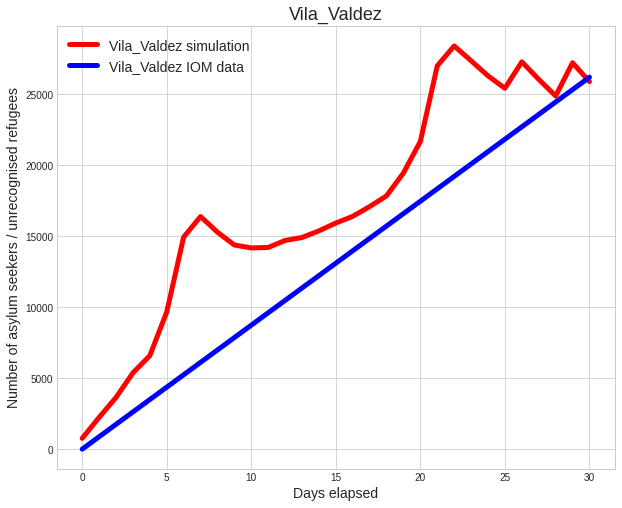 Vila_Valdez
Vila_Valdez simulation
Vila_Valdez IOM data
Number of asylum seekers / unrecognised refugees
25000
20000
15000
10000
5000
0
0 5 10 15 20 25 30
Days elapsed